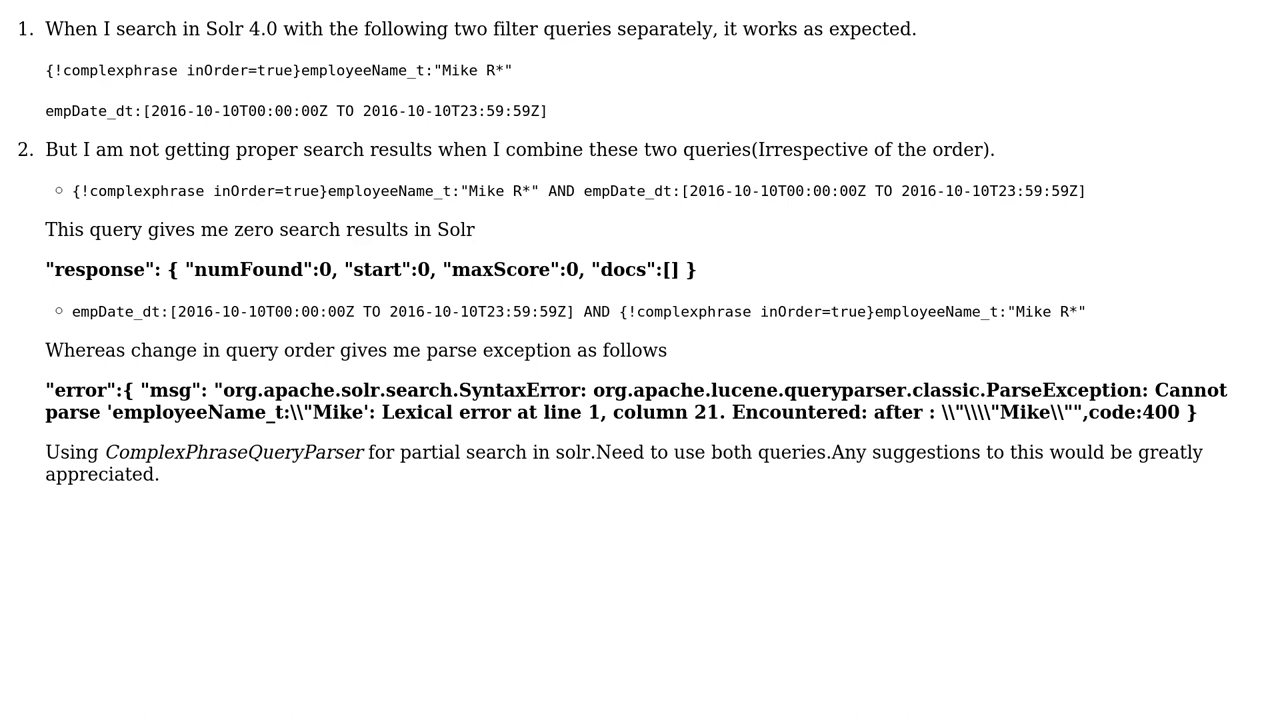 1. When I search in Solr 4.0 with the following two filter queries separately, it works as expected.
{!complexphrase inOrder=true}employeeName_t:"Mike R*"
empDate_dt:[2016-10-10T00:00:00Z TO 2016-10-10T23:59:59Z]
2. But I am not getting proper search results when I combine these two queries(Irrespective of the order).
○ {!complexphrase inOrder=true}employeeName_t:"Mike R*" AND empDate_dt:[2016-10-10T00:00:00Z TO 2016-10-10T23:59:59Z]
This query gives me zero search results in Solr
"response": { "numFound":0, "start":0, "maxScore":0, "docs":[] }
○ empDate_dt:[2016-10-10T00:00:00Z TO 2016-10-10T23:59:59Z] AND {!complexphrase inOrder=true}employeeName_t:"Mike R*"
Whereas change in query order gives me parse exception as follows
"error":{ "msg": "org.apache.solr.search.SyntaxError: org.apache.lucene.queryparser.classic.ParseException: Cannot
parse 'employeeName_t:\\"Mike': Lexical error at line 1, column 21. Encountered: after : \\"\\\\"Mike\\"",code:400 }
Using ComplexPhraseQueryParser for partial search in solr.Need to use both queries.Any suggestions to this would be greatly
appreciated.